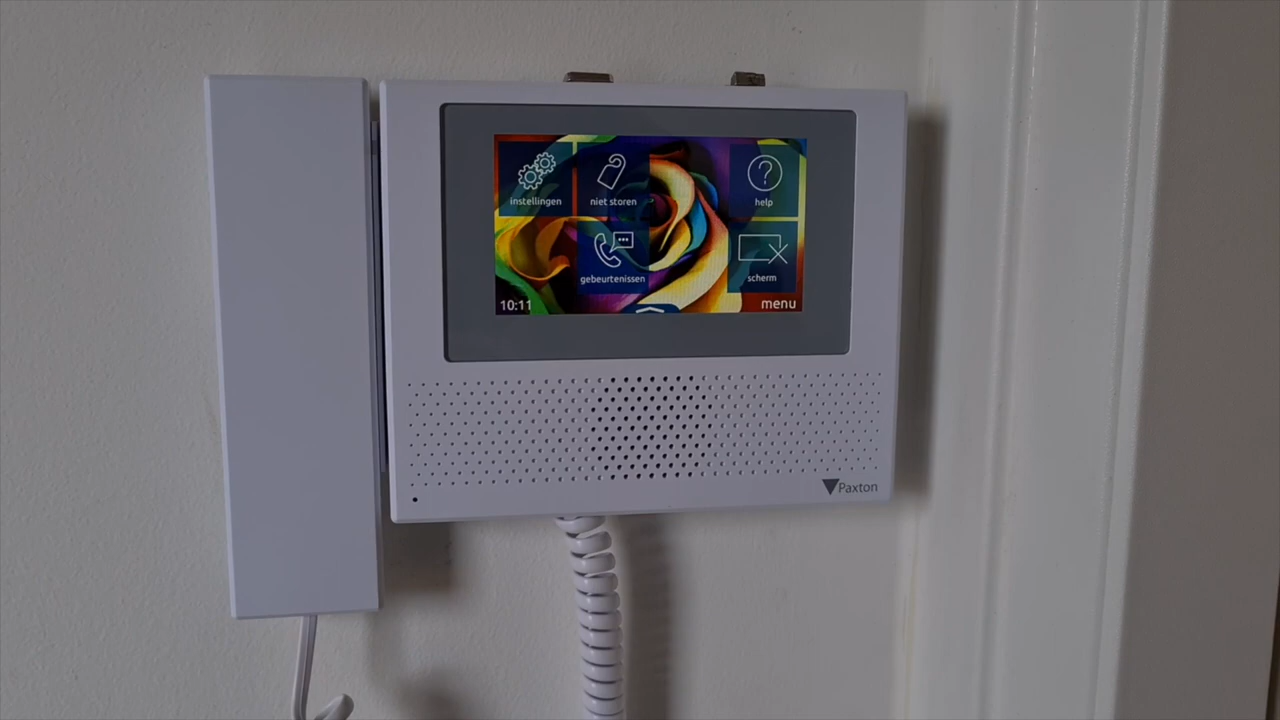 instellingen
niet storen
help
gebeurtenissen
scherm
10:11
menu
Paxton